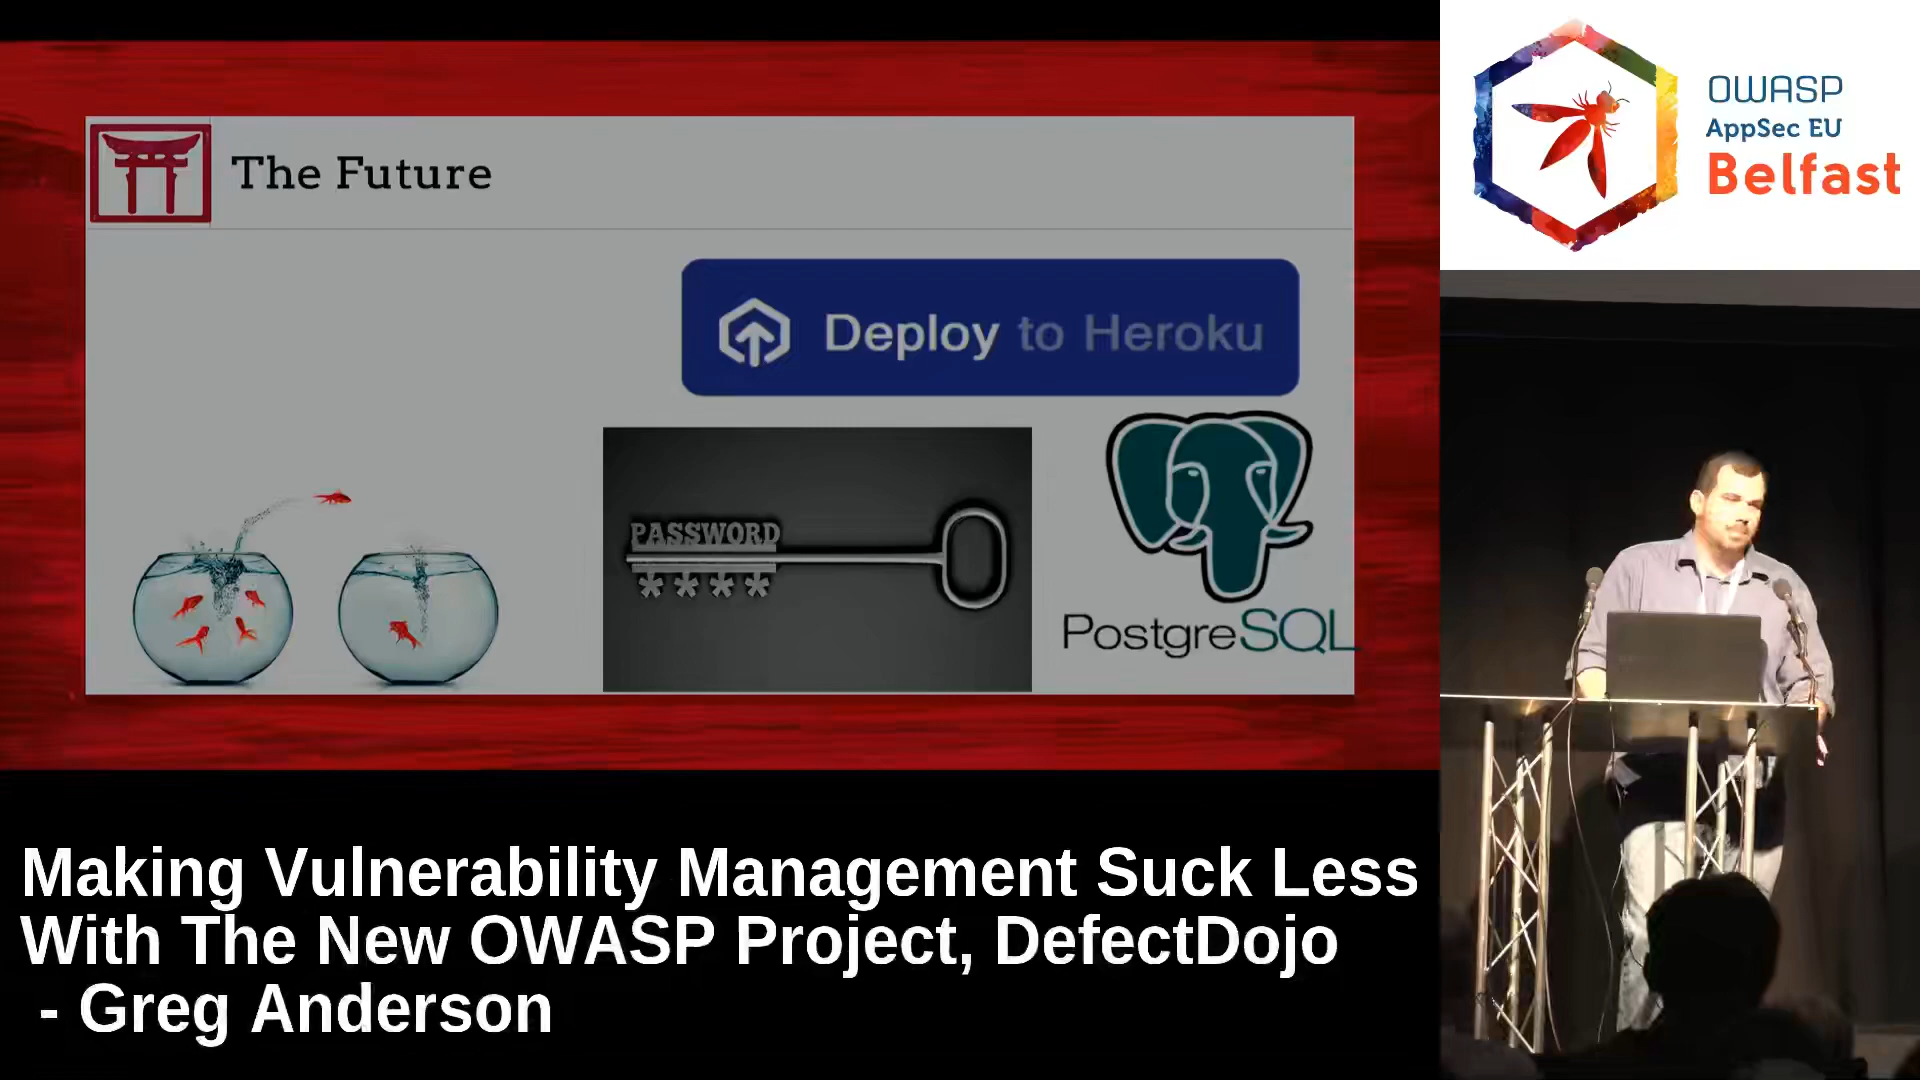 The Future
Deploy to Heroku
PASSWORD
****
PostgreSQL
OWASP
AppSec EU
Belfast
Making Vulnerability Management Suck Less
With The New OWASP Project, DefectDojo
- Greg Anderson